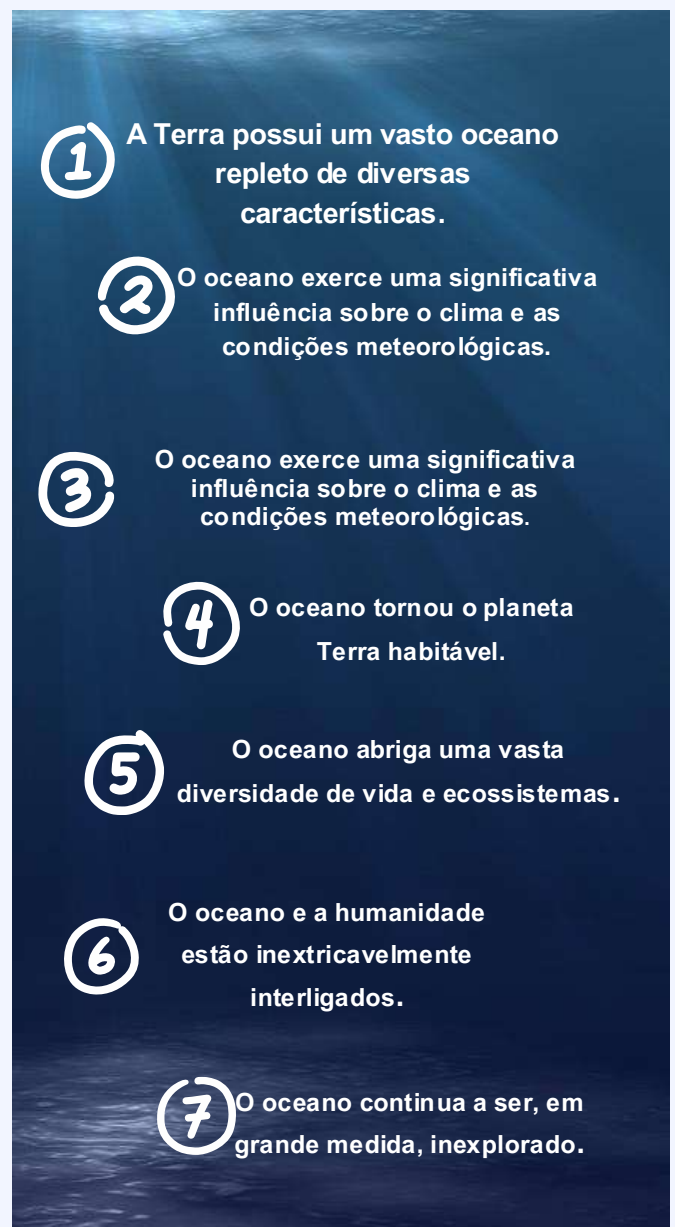 1
A Terra possui um vasto oceano
repleto de diversas
características.
2
O oceano exerce uma significativa
influência sobre o clima e as
condições meteorológicas.
3
O oceano exerce uma significativa
influência sobre o clima e as
condições meteorológicas.
4
O oceano tornou o planeta
Terra habitável.
5
O oceano abriga uma vasta
diversidade de vida e ecossistemas.
6
O oceano e a humanidade
estão inextricavelmente
interligados.
7
O oceano continua a ser, em
grande medida, inexplorado.